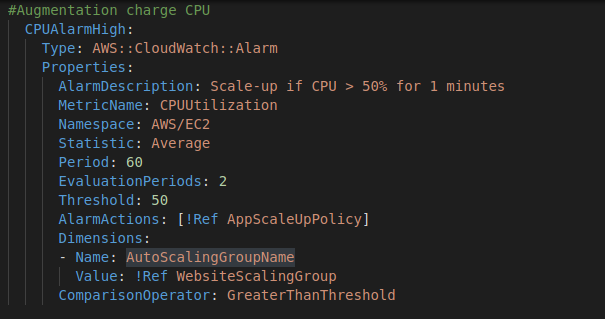 #Augmentation charge CPU
CPUAlarmHigh:
Type: AWS::CloudWatch::Alarm
Properties:
AlarmDescription: Scale-up if CPU > 50% for 1 minutes
MetricName: CPUUtilization
Namespace: AWS/EC2
Statistic: Average
Period: 60
EvaluationPeriods: 2
Threshold: 50
AlarmActions: [!Ref AppScaleUpPolicy]
Dimensions:
- Name: AutoScalingGroupName
Value: !Ref WebsiteScalingGroup
ComparisonOperator: GreaterThanThreshold